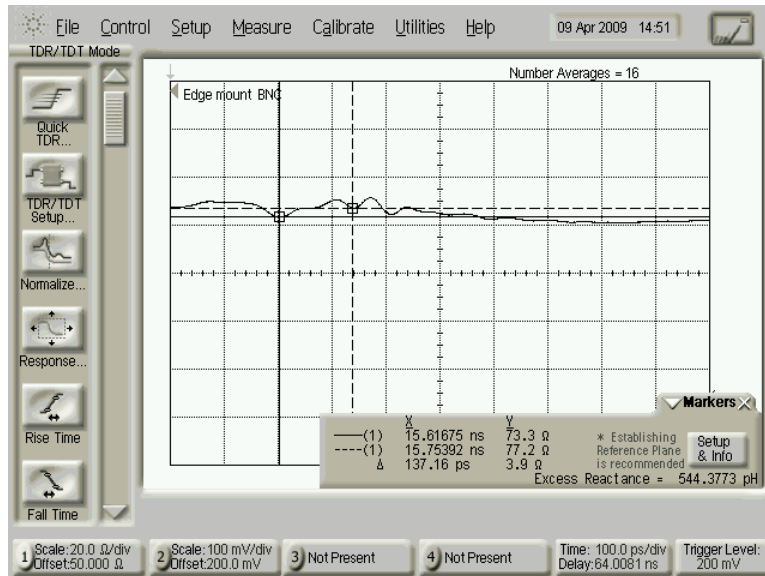 File Control Setup Measure Calibrate Utilities Help 09 Apr 2009 14:51
TDR/TDT Mode
Number Averages = 16
Edge mount BNC
Quick
TDR...
TDR/TDT
Setup...
Normalize...
Response...
Rise Time
Fall Time
Markers
X Y
——(1) 15.61675 ns 73.3 Ω
----(1) 15.75392 ns 77.2 Ω
Δ 137.16 ps 3.9 Ω
* Establishing
Reference Plane
is recommended
Setup
& Info
Excess Reactance = 544.3773 pH
1 Scale:20.0 Ω/div
Offset:50.000 Ω
2 Scale:100 mV/div
Offset:200.0 mV
3 Not Present
4 Not Present
Time: 100.0 ps/div
Delay:64.0081 ns
Trigger Level:
200 mV